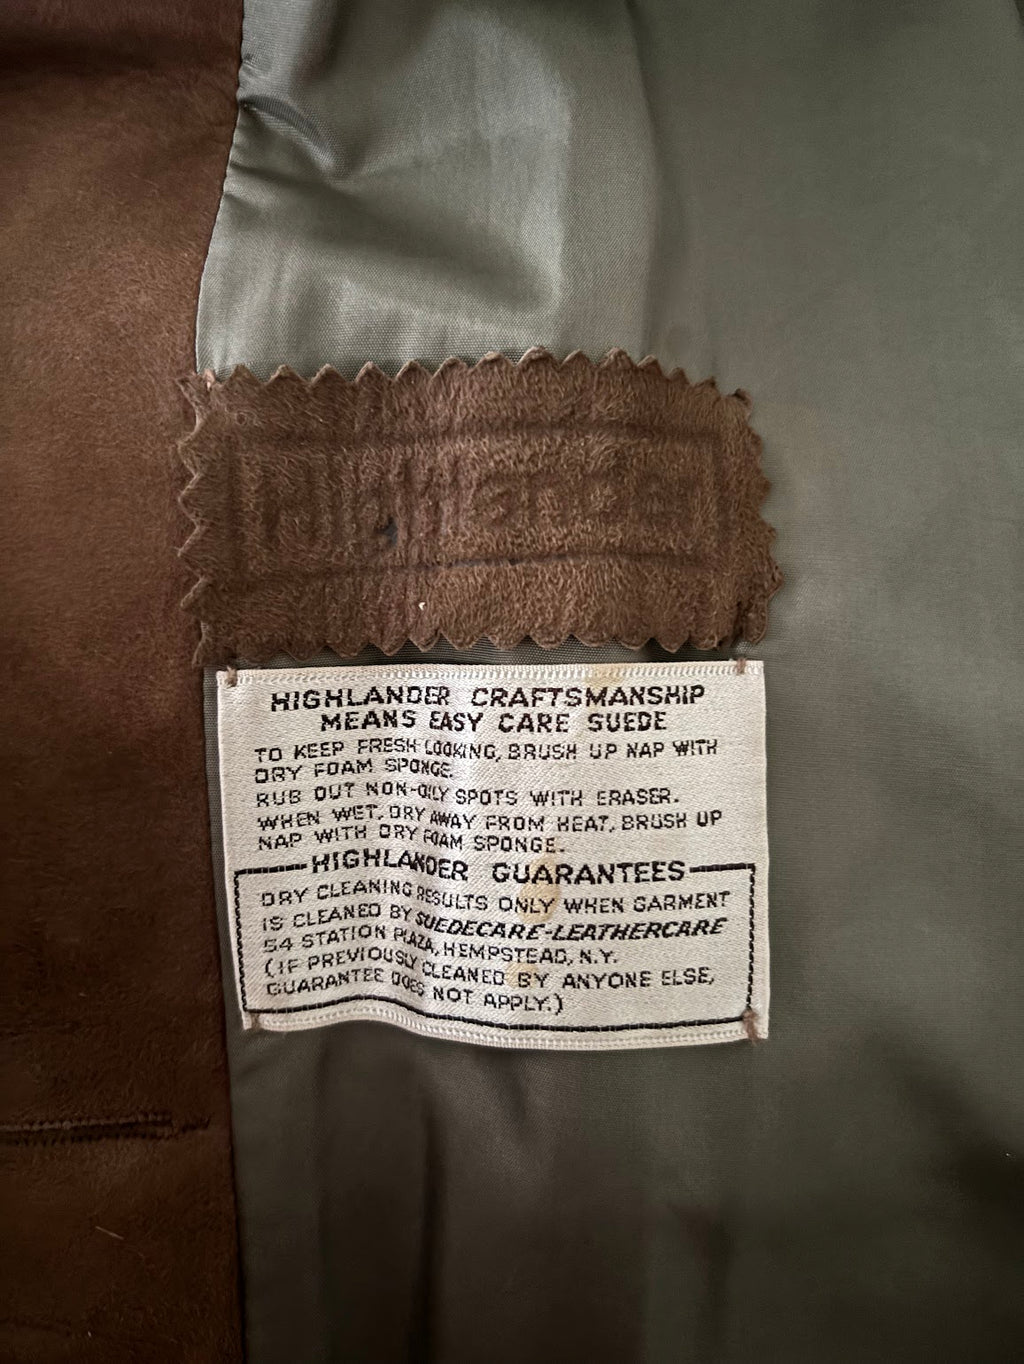 Highlander
HIGHLANDER CRAFTSMANSHIP
MEANS EASY CARE SUEDE
TO KEEP FRESH LOOKING, BRUSH UP NAP WITH
DRY FOAM SPONGE.
RUB OUT NON-OILY SPOTS WITH ERASER.
WHEN WET, DRY AWAY FROM HEAT, BRUSH UP
NAP WITH DRY FOAM SPONGE.
HIGHLANDER GUARANTEES
DRY CLEANING RESULTS ONLY WHEN GARMENT
IS CLEANED BY SUEDECARE-LEATHERCARE
54 STATION PLAZA, HEMPSTEAD, N.Y.
(IF PREVIOUSLY CLEANED BY ANYONE ELSE,
GUARANTEE DOES NOT APPLY.)